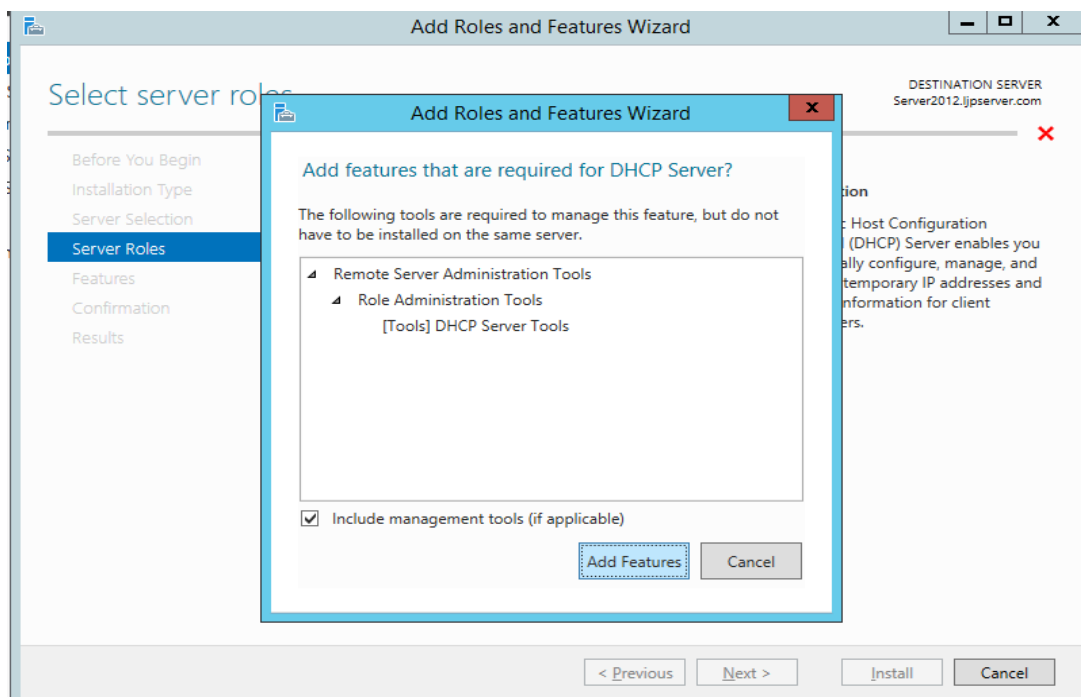 Add Roles and Features Wizard
Select server roles
DESTINATION SERVER
Server2012.ljpserver.com
Before You Begin
Installation Type
Server Selection
Server Roles
Features
Confirmation
Results
Add Roles and Features Wizard
Add features that are required for DHCP Server?
The following tools are required to manage this feature, but do not
have to be installed on the same server.
Remote Server Administration Tools
Role Administration Tools
[Tools] DHCP Server Tools
Include management tools (if applicable)
Add Features
Cancel
Host Configuration
(DHCP) Server enables you
configure, manage, and
temporary IP addresses and
information for client
< Previous
Next >
Install
Cancel